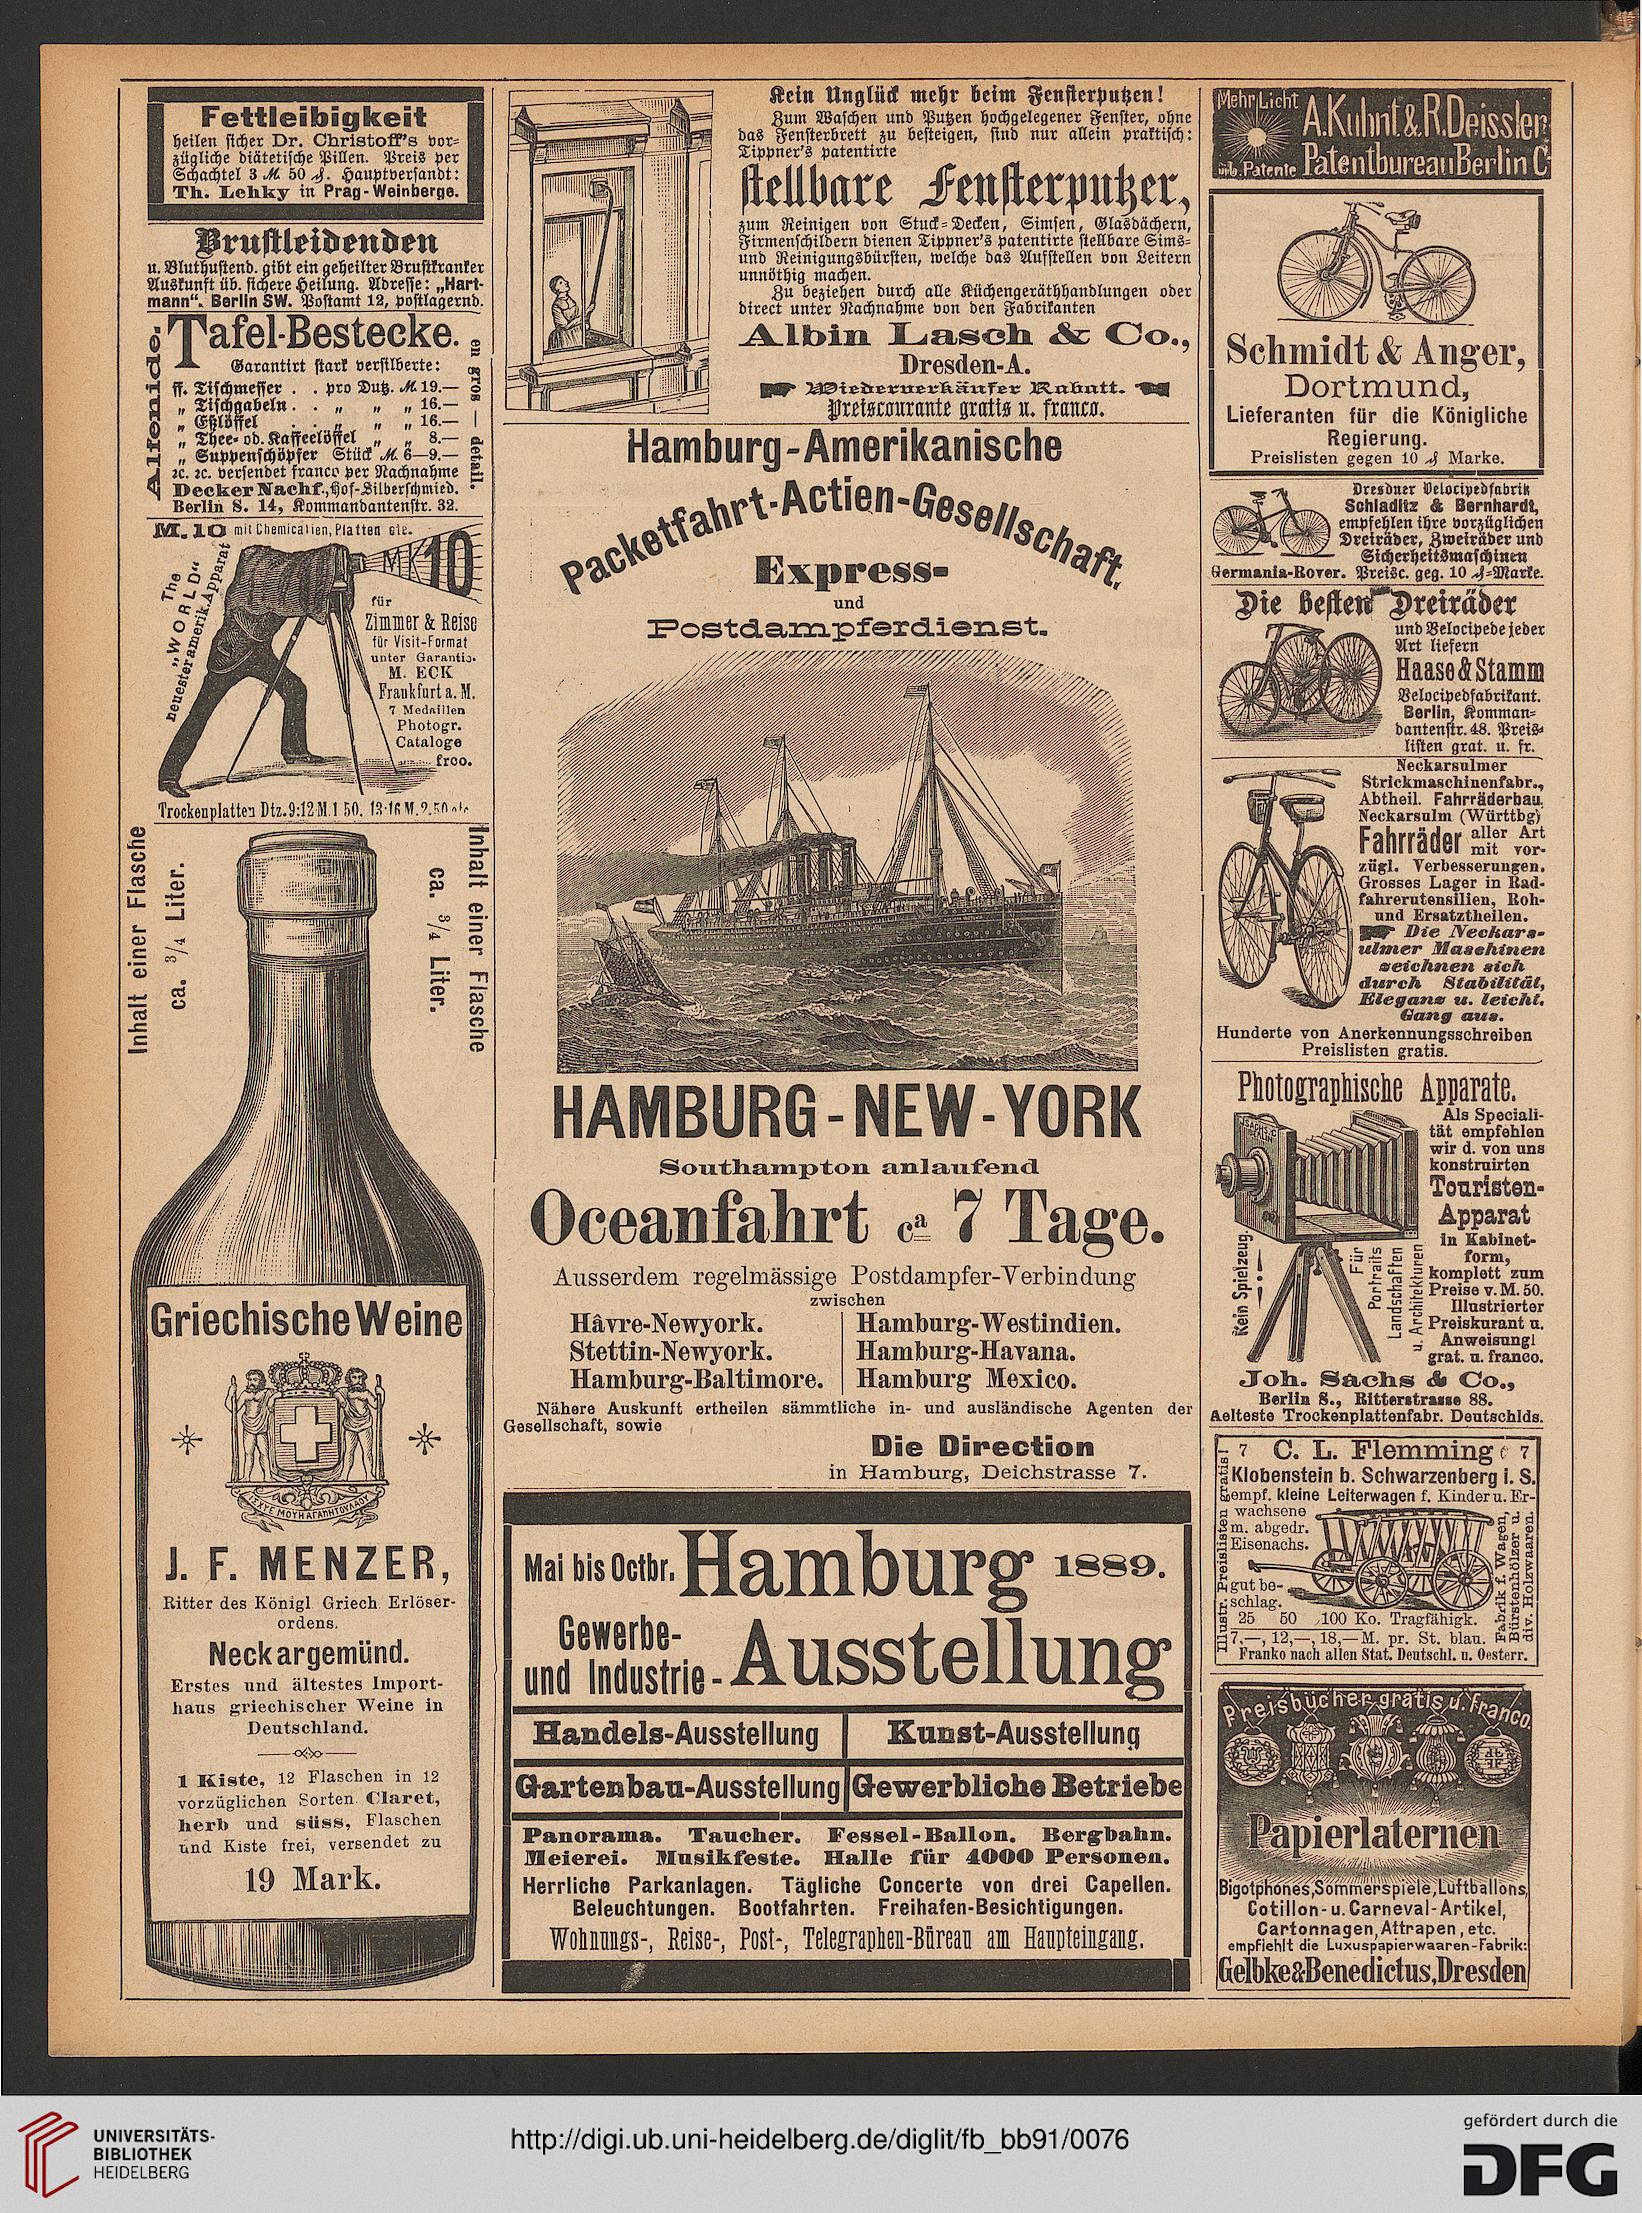 Fettleibigkeit
heilen sicher Dr. Christoff's vor-
zügliche diätetische Pillen. Preis per
Schachtel 3 M. 50 ₰. Hauptversandt:
Th. Lehky in Prag-Weinberge.
Brustleidenden
u. Bluthustend. gibt ein geheilter Brustkranker
Auskunft üb. sichere Heilung. Adresse: „Hart-
mann“. Berlin SW. Postamt 12, postlagernd.
Alfenide-
Tafel-Bestecke.
en gros — detail.
Garantirt stark versilberte:
ff. Tischmesser . . pro Dutz. M. 19.—
„ Tischgabeln . . „ „ „ 16.—
„ Eßlöffel . . „ „ „ 16.—
„ Thee- od. Kaffeelöffel „ „ 8.—
„ Suppenschöpfer Stück M. 6—9.—
ꝛc. ꝛc. versendet franco per Nachnahme
Decker Nachf., Hof-Silberschmied.
Berlin S. 14, Kommandantenstr. 32.
M. 10 mit Chemicalien, Platten etc.
The „WORLD“
neuester amerik. Apparat
MK 10
für
Zimmer & Reise
für Visit-Format
unter Garantie.
M. ECK
Frankfurt a. M.
7 Medaillen
Photogr.
Cataloge
frco.
Trockenplatten Dtz. 9:12 M. 1 50. 13·16 M. 2.50 etc
Inhalt einer Flasche
ca. 3/4 Liter.
ca. 3/4 Liter.
Inhalt einer Flasche
Griechische Weine
J. F. MENZER,
Ritter des Königl Griech Erlöser-
ordens.
Neckargemünd.
Erstes und ältestes Import-
haus griechischer Weine in
Deutschland.
1 Kiste, 12 Flaschen in 12
vorzüglichen Sorten Claret,
herb und süss, Flaschen
und Kiste frei, versendet zu
19 Mark.
Kein Unglück mehr beim Fensterputzen!
Zum Waschen und Putzen hochgelegener Fenster, ohne
das Fensterbrett zu besteigen, sind nur allein praktisch:
Tippner's patentirte
stellbare Fensterputzer,
zum Reinigen von Stuck-Decken, Simsen, Glasdächern,
Firmenschildern dienen Tippner's patentirte stellbare Sims-
und Reinigungsbürsten, welche das Aufstellen von Leitern
unnöthig machen.
Zu beziehen durch alle Küchengeräthhandlungen oder
direct unter Nachnahme von den Fabrikanten
Albin Lasch & Co.,
Dresden-A.
Wiederverkäufer Rabatt.
Preiscourante gratis u. franco.
Hamburg-Amerikanische
Packetfahrt-Actien-Gesellschaft.
Express-
und
Postdampferdienst.
HAMBURG - NEW-YORK
Southampton anlaufend
Oceanfahrt ca 7 Tage.
Ausserdem regelmässige Postdampfer-Verbindung
zwischen
Hâvre-Newyork.
Stettin-Newyork.
Hamburg-Baltimore.
Hamburg-Westindien.
Hamburg-Havana.
Hamburg Mexico.
Nähere Auskunft ertheilen sämmtliche in- und ausländische Agenten der
Gesellschaft, sowie
Die Direction
in Hamburg, Deichstrasse 7.
Mai bis Octbr. Hamburg 1889.
Gewerbe-
und Industrie-Ausstellung
Handels-Ausstellung
Kunst-Ausstellung
Gartenbau-Ausstellung
Gewerbliche Betriebe
Panorama. Taucher. Fessel-Ballon. Bergbahn.
Meierei. Musikfeste. Halle für 4000 Personen.
Herrliche Parkanlagen. Tägliche Concerte von drei Capellen.
Beleuchtungen. Bootfahrten. Freihafen-Besichtigungen.
Wohnungs-, Reise-, Post-, Telegraphen-Büreau am Haupteingang.
Mehr Licht
A. Kuhnt & R. Deissler
Patente Patentbureau Berlin C
Schmidt & Anger,
Dortmund,
Lieferanten für die Königliche
Regierung.
Preislisten gegen 10 ₰ Marke.
Dresdner Velocipedfabrik
Schladitz & Bernhardt,
empfehlen ihre vorzüglichen
Dreiräder, Zweiräder und
Sicherheitsmaschinen
Germania-Rover. Preisc. geg. 10 ₰-Marke.
Die besten Dreiräder
und Velocipede jeder
Art liefern
Haase & Stamm
Velocipedfabrikant.
Berlin, Komman-
dantenstr. 48. Preis-
listen grat. u. fr.
Neckarsulmer
Strickmaschinenfabr.,
Abtheil. Fahrräderbau,
Neckarsulm (Württbg)
Fahrräder aller Art
mit vor-
zügl. Verbesserungen.
Grosses Lager in Rad-
fahrerutensilien, Roh-
und Ersatztheilen.
Die Neckars-
ulmer Maschinen
zeichnen sich
durch Stabilität,
Eleganz u. leicht.
Gang aus.
Hunderte von Anerkennungsschreiben
Preislisten gratis.
Photographische Apparate.
J SACHS & C
BERLIN
Als Speciali-
tät empfehlen
wir d. von uns
konstruirten
Touristen-
Apparat
in Kabinet-
form,
komplett zum
Preise v. M. 50.
Illustrierter
Preiskurant u.
Anweisung!
grat. u. franco.
Kein Spielzeug!!!
Für
Portraits
Landschaften
u. Architekturen
Joh. Sachs & Co.,
Berlin S., Ritterstrasse 88.
Aelteste Trockenplattenfabr. Deutschlds.
7 C. L. Flemming 7
Klobenstein b. Schwarzenberg i. S.
empf. kleine Leiterwagen f. Kinder u. Er-
wachsene
m. abgedr.
Eisenachs.
gut be-
schlag.
25 50 100 Ko. Tragfähigk.
7,—, 12,—, 18,— M. pr. St. blau.
Franko nach allen Stat. Deutschl. u. Oesterr.
Illustr. Preislisten gratis!
Fabrik f. Wagen,
Bürstenhölzer u.
div. Holzwaaren.
Preisbücher gratis u. franco.
Papierlaternen
Bigotphones, Sommerspiele, Luftballons,
Cotillon- u. Carneval-Artikel,
Cartonnagen, Attrapen, etc.
empfiehlt die Luxuspapierwaaren-Fabrik:
Gelbke & Benedictus, Dresden
UNIVERSITÄTS-
BIBLIOTHEK
HEIDELBERG
http://digi.ub.uni-heidelberg.de/diglit/fb_bb91/0076
gefördert durch die
DFG